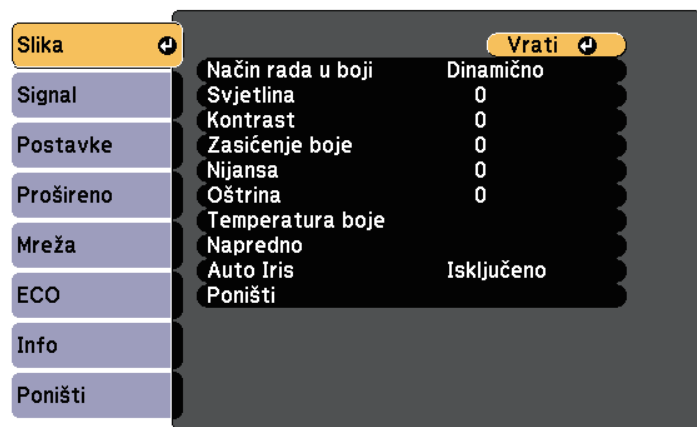 Slika
Signal
Postavke
Prošireno
Mreža
ECO
Info
Poništi
Vrati
Način rada u boji Dinamično
Svjetlina 0
Kontrast 0
Zasićenje boje 0
Nijansa 0
Oštrina 0
Temperatura boje
Napredno
Auto Iris Isključeno
Poništi